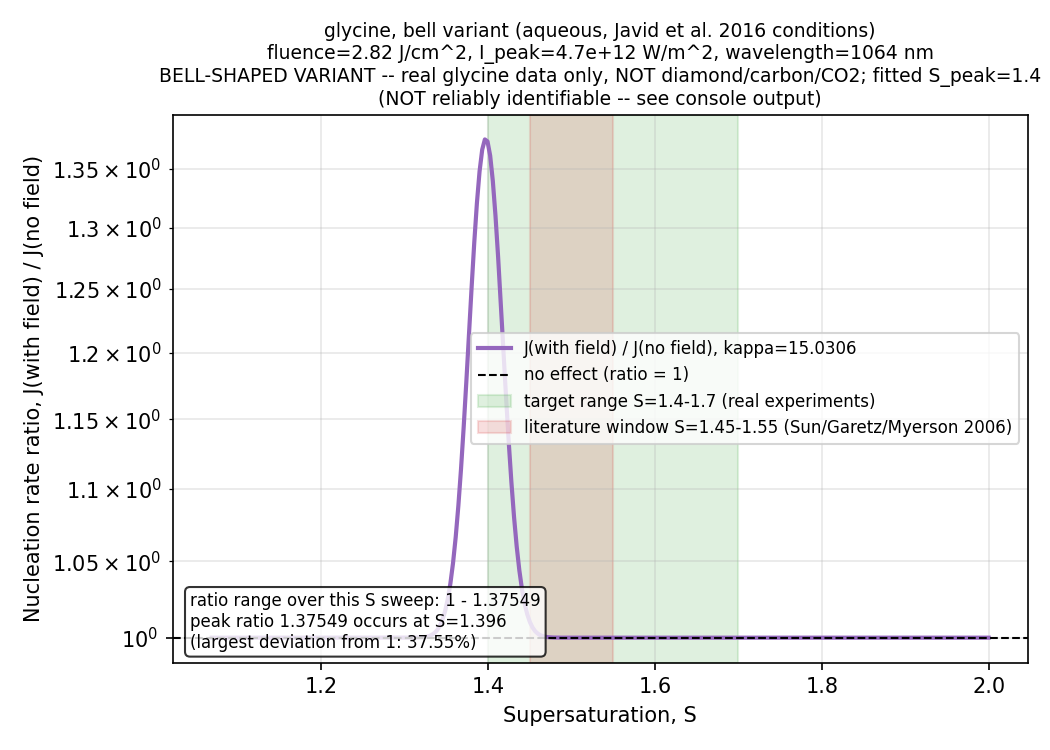 glycine, bell variant (aqueous, Javid et al. 2016 conditions)
fluence=2.82 J/cm^2, I_peak=4.7e+12 W/m^2, wavelength=1064 nm
BELL-SHAPED VARIANT -- real glycine data only, NOT diamond/carbon/CO2; fitted S_peak=1.4
(NOT reliably identifiable -- see console output)
Nucleation rate ratio, J(with field) / J(no field)
1.35 × 10⁰
1.3 × 10⁰
1.25 × 10⁰
1.2 × 10⁰
1.15 × 10⁰
1.1 × 10⁰
1.05 × 10⁰
10⁰
J(with field) / J(no field), kappa=15.0306
no effect (ratio = 1)
target range S=1.4-1.7 (real experiments)
literature window S=1.45-1.55 (Sun/Garetz/Myerson 2006)
ratio range over this S sweep: 1 - 1.37549
peak ratio 1.37549 occurs at S=1.396
(largest deviation from 1: 37.55%)
1.2 1.4 1.6 1.8 2.0
Supersaturation, S